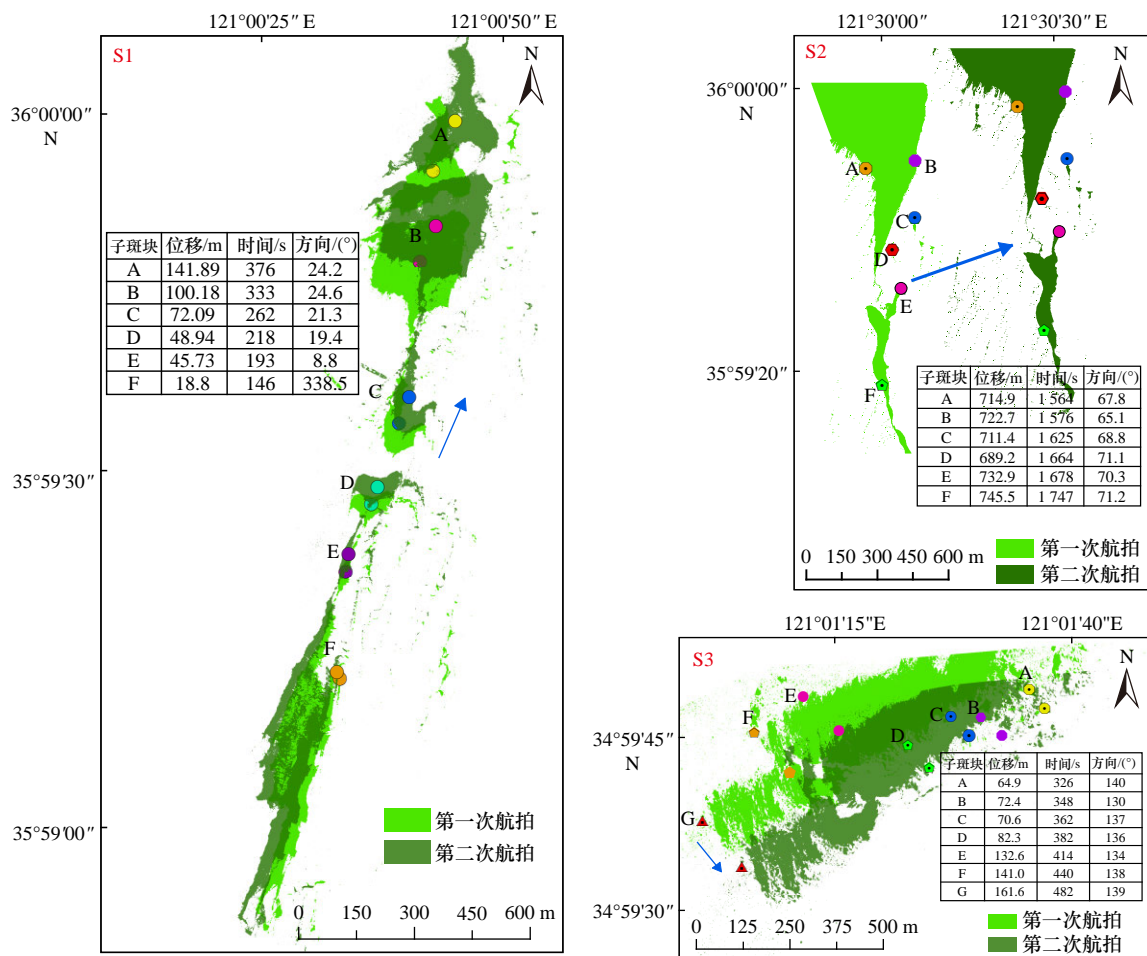 121°00′25″ E
121°00′50″
S1
N
36°00′00″
N
A
B
子斑块 位移/m 时间/s 方向/(°)
A 141.89 376 24.2
B 100.18 333 24.6
C 72.09 262 21.3
D 48.94 218 19.4
E 45.73 193 8.8
F 18.8 146 338.5
C
35°59′30″
D
E
F
35°59′00″
第一次航拍
第二次航拍
0 150 300 450 600 m
121°30′00″
121°30′30″ E
S2
N
36°00′00″
N
A
B
C
D
E
35°59′20″
F
子斑块 位移/m 时间/s 方向/(°)
A 714.9 1 564 67.8
B 722.7 1 576 65.1
C 711.4 1 625 68.8
D 689.2 1 664 71.1
E 732.9 1 678 70.3
F 745.5 1 747 71.2
第一次航拍
第二次航拍
0 150 300 450 600 m
121°01′15″
121°01′40″ E
S3
N
A
E
B
C
F
D
34°59′45″
N
子斑块 位移/m 时间/s 方向/(°)
A 64.9 326 140
B 72.4 348 130
C 70.6 362 137
D 82.3 382 136
E 132.6 414 134
F 141.0 440 138
G 161.6 482 139
G
34°59′30″
第一次航拍
第二次航拍
0 125 250 500 m